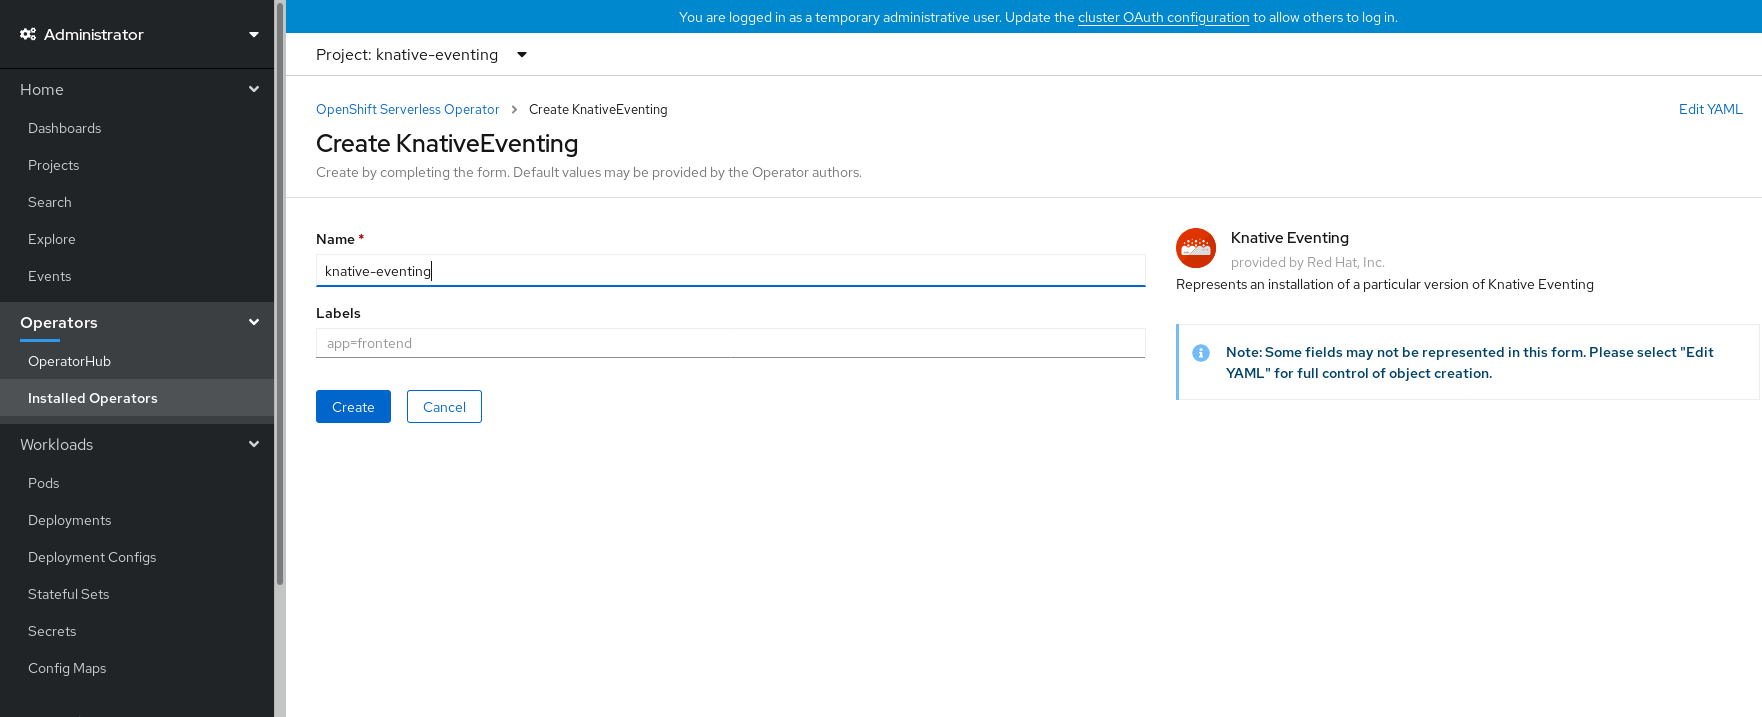 You are logged in as a temporary administrative user. Update the cluster OAuth configuration to allow others to log in.
Administrator
Project: knative-eventing
Home
Dashboards
Projects
Search
Explore
Events
Operators
OperatorHub
Installed Operators
Workloads
Pods
Deployments
Deployment Configs
Stateful Sets
Secrets
Config Maps
OpenShift Serverless Operator > Create KnativeEventing
Edit YAML
Create KnativeEventing
Create by completing the form. Default values may be provided by the Operator authors.
Name *
knative-eventing
Labels
app=frontend
Create
Cancel
Knative Eventing
provided by Red Hat, Inc.
Represents an installation of a particular version of Knative Eventing
Note: Some fields may not be represented in this form. Please select "Edit
YAML" for full control of object creation.